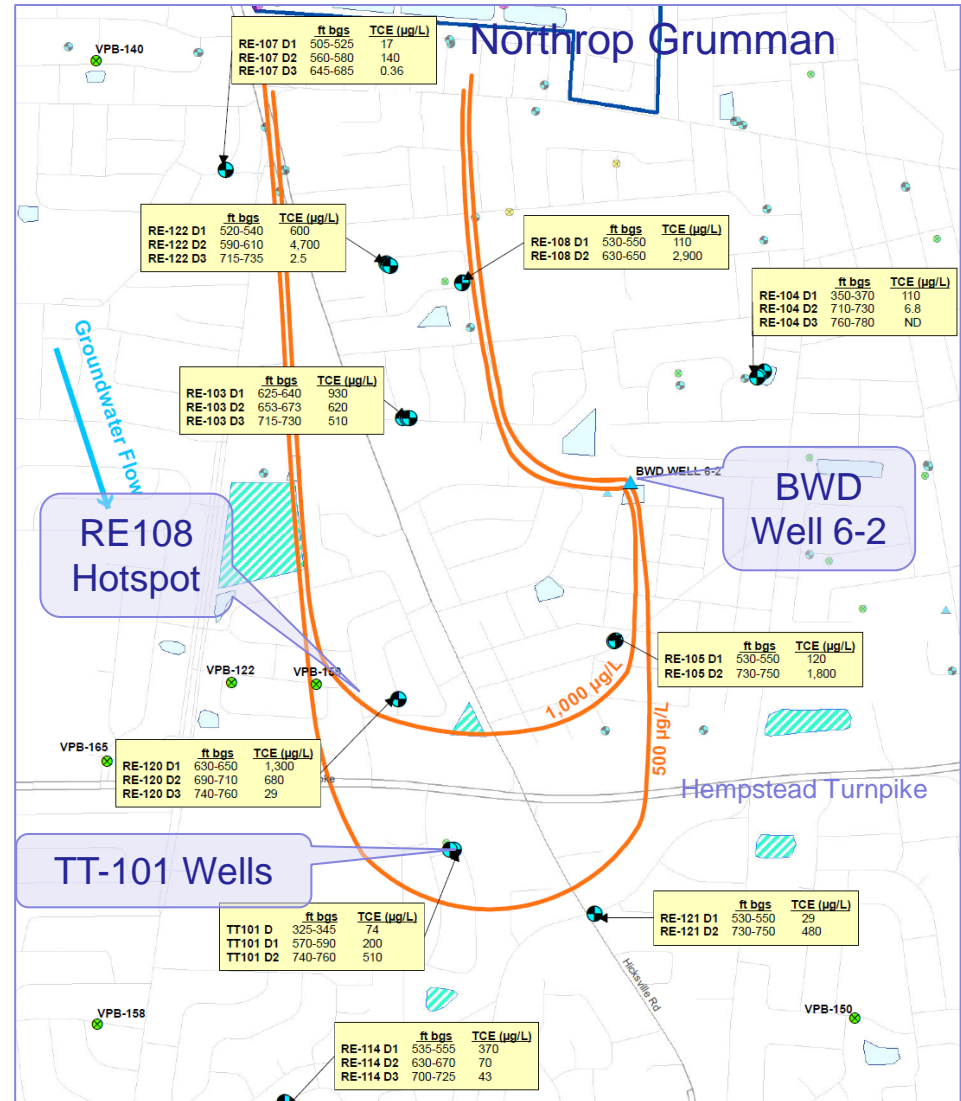 Northrop Grumman
VPB-140
ft bgs TCE (µg/L)
RE-107 D1 505-525 17
RE-107 D2 560-580 140
RE-107 D3 645-685 0.36
ft bgs TCE (µg/L)
RE-122 D1 520-540 600
RE-122 D2 590-610 4,700
RE-122 D3 715-735 2.5
ft bgs TCE (µg/L)
RE-108 D1 530-550 110
RE-108 D2 630-650 2,900
ft bgs TCE (µg/L)
RE-104 D1 350-370 110
RE-104 D2 710-730 6.8
RE-104 D3 760-780 ND
Groundwater Flow
ft bgs TCE (µg/L)
RE-103 D1 625-640 930
RE-103 D2 653-673 620
RE-103 D3 715-730 510
BWD WELL 6-2
BWD
Well 6-2
RE108
Hotspot
ft bgs TCE (µg/L)
RE-105 D1 530-550 120
RE-105 D2 730-750 1,800
VPB-122
VPB-159
1,000 µg/L
500 µg/L
VPB-165
ft bgs TCE (µg/L)
RE-120 D1 630-650 1,300
RE-120 D2 690-710 680
RE-120 D3 740-760 29
Hempstead Turnpike
TT-101 Wells
ft bgs TCE (µg/L)
TT101 D 325-345 74
TT101 D1 570-590 200
TT101 D2 740-760 510
ft bgs TCE (µg/L)
RE-121 D1 530-550 29
RE-121 D2 730-750 480
Hicksville Rd
VPB-158
VPB-150
ft bgs TCE (µg/L)
RE-114 D1 535-555 370
RE-114 D2 630-670 70
RE-114 D3 700-725 43